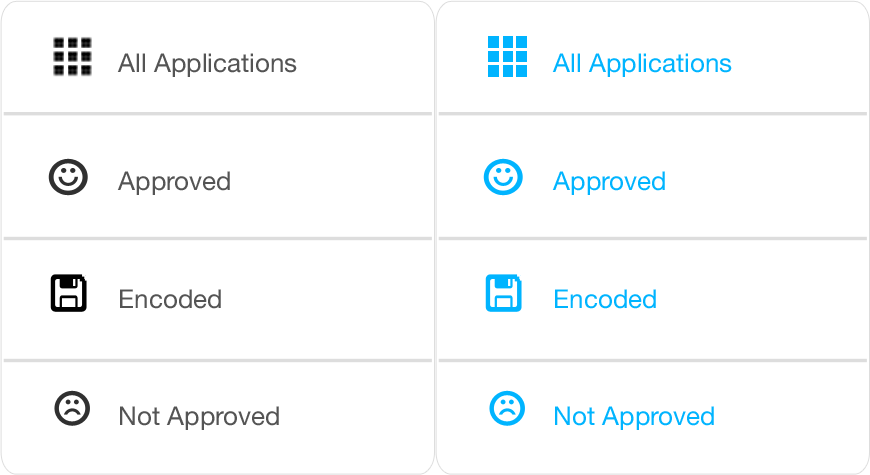 All Applications
Approved
Encoded
Not Approved
All Applications
Approved
Encoded
Not Approved